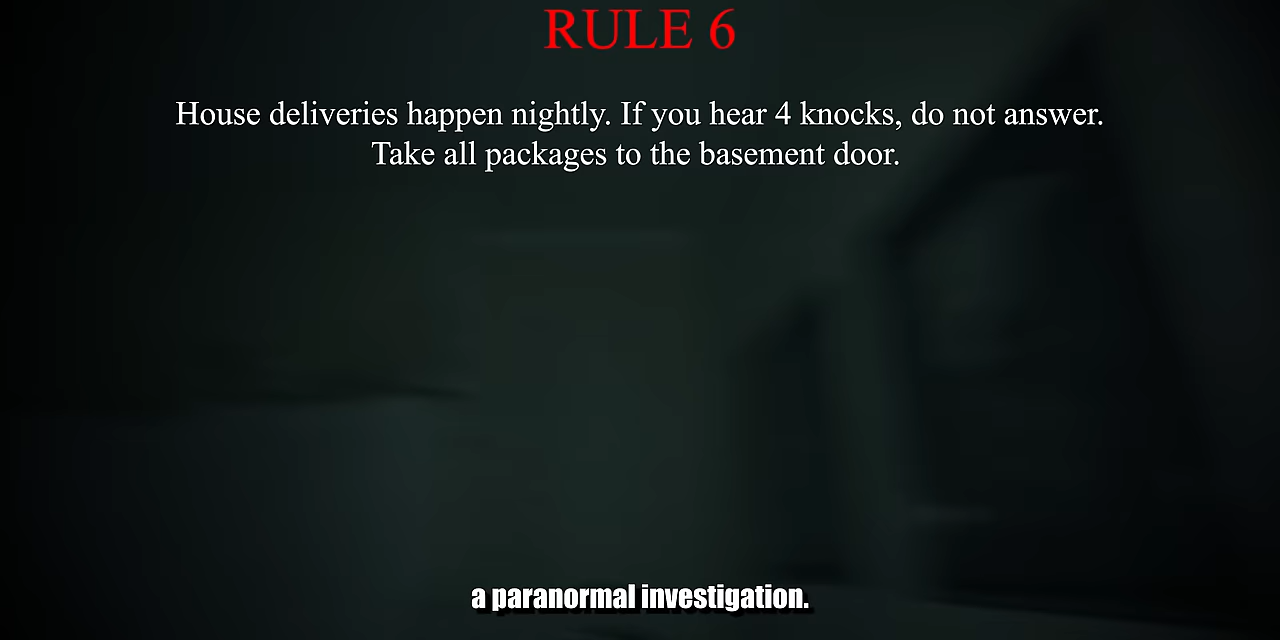 RULE 6
House deliveries happen nightly. If you hear 4 knocks, do not answer.
Take all packages to the basement door.
a paranormal investigation.